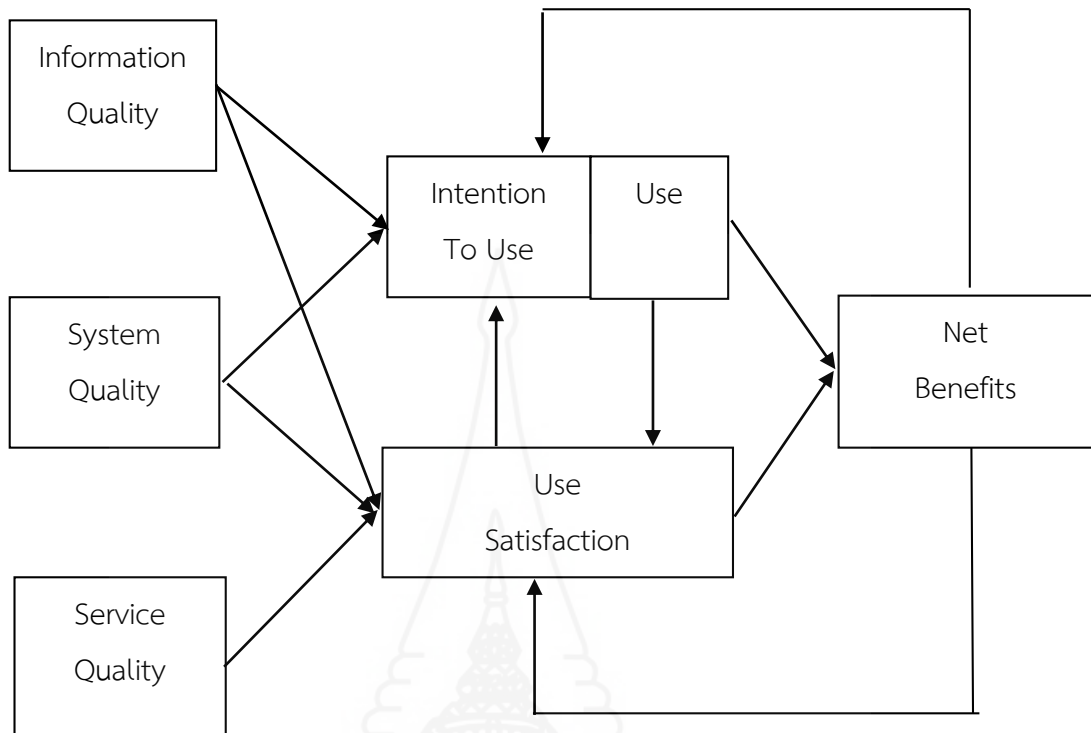 Information
Quality
Intention
To Use
Use
System
Quality
Net
Benefits
Use
Satisfaction
Service
Quality